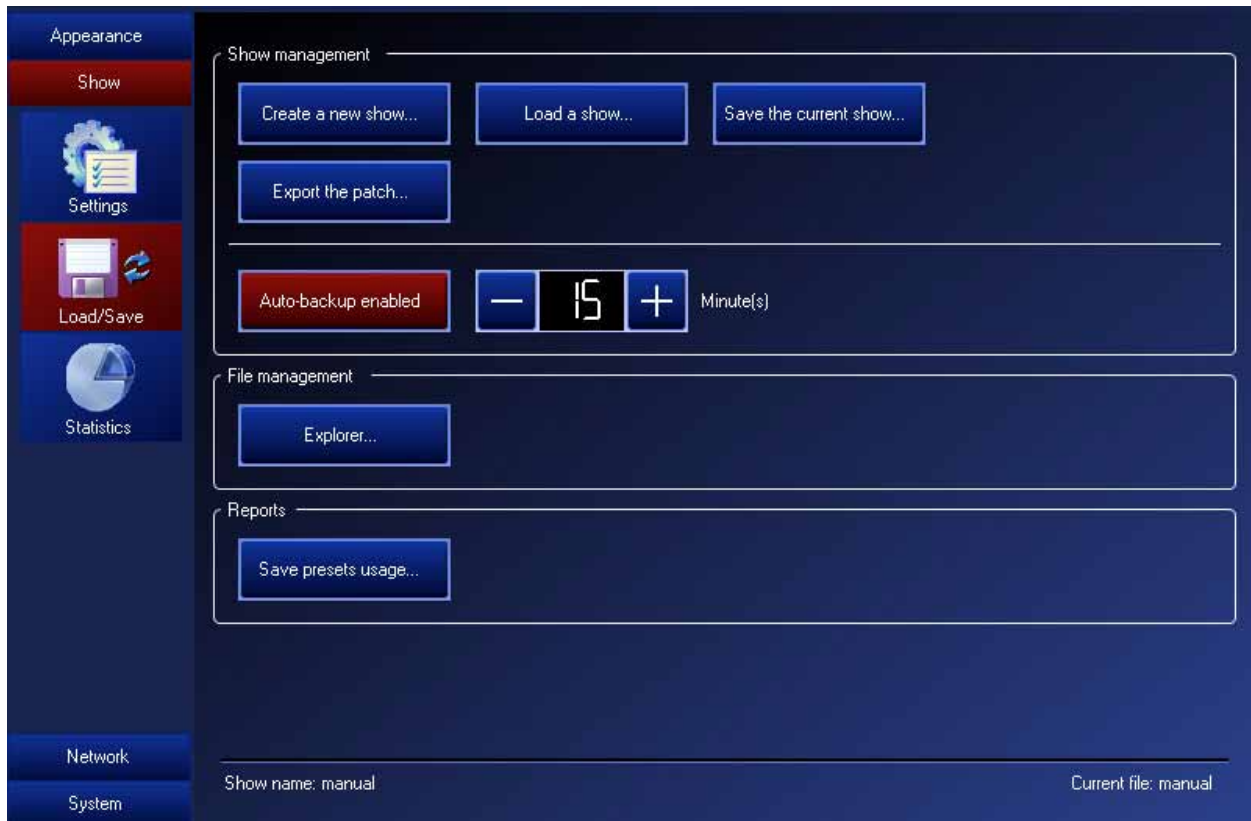 Appearance
Show
Settings
Load/Save
Statistics
Network
System
Show management
Create a new show...
Load a show...
Save the current show...
Export the patch...
Auto-backup enabled
15
Minute(s)
File management
Explorer...
Reports
Save presets usage...
Show name: manual
Current file: manual